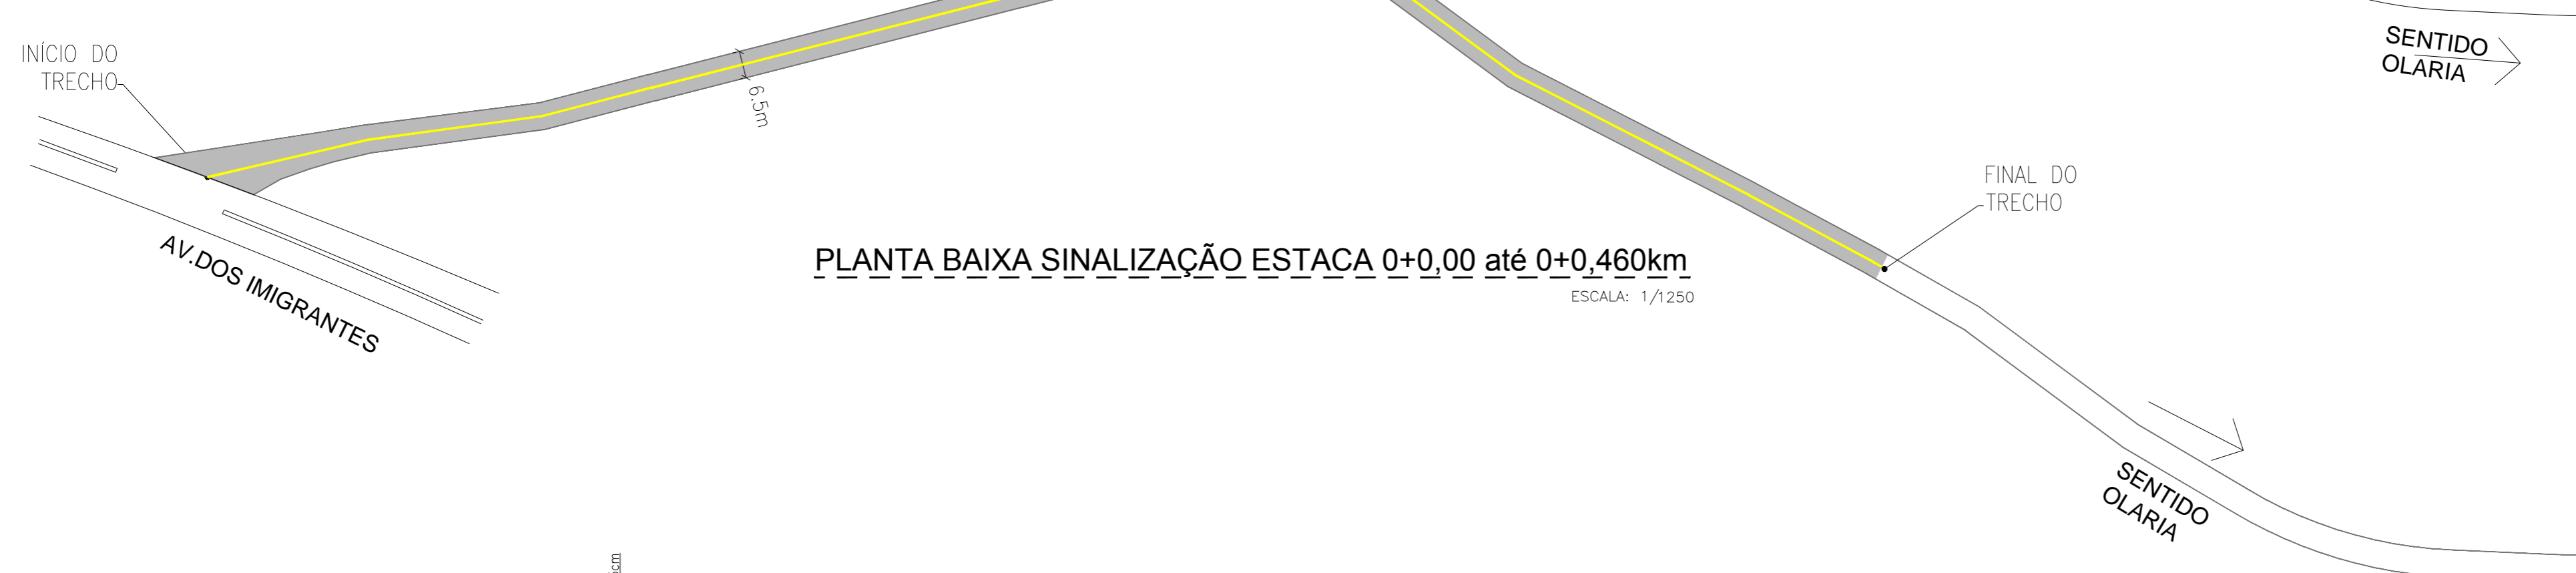 INÍCIO DO
TRECHO
6.5m
AV.DOS IMIGRANTES
PLANTA BAIXA SINALIZAÇÃO ESTACA 0+0,00 até 0+0,460km
ESCALA: 1/1250
FINAL DO
TRECHO
SENTIDO
OLARIA
SENTIDO
OLARIA